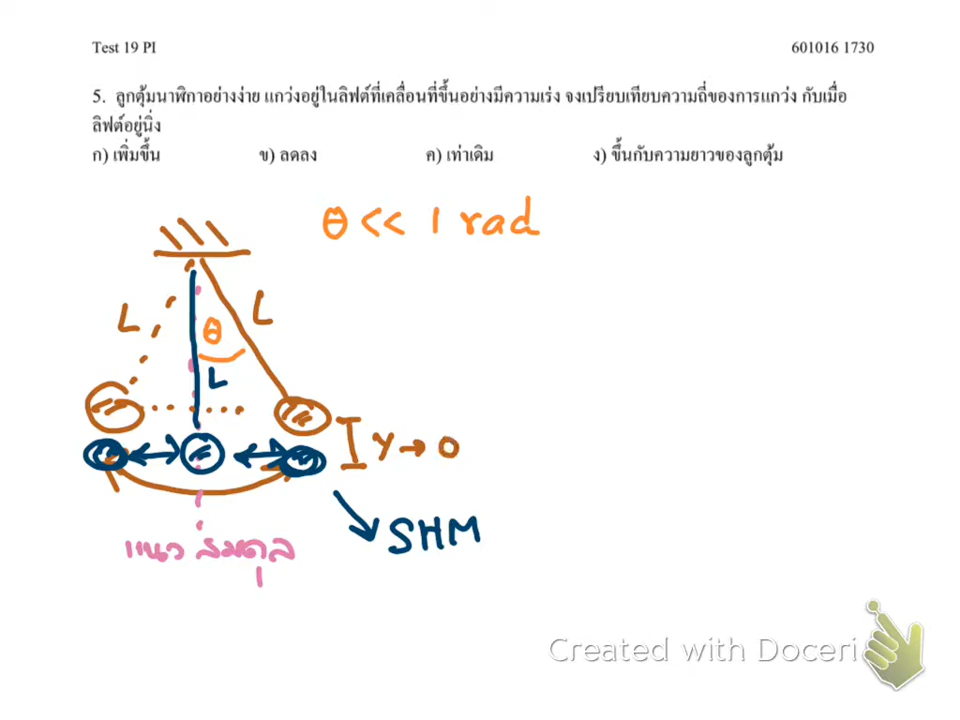 Test 19 PI
601016 1730
5. ลูกตุ้มนาฬิกาอย่างง่าย แกว่งอยู่ในลิฟต์ที่เคลื่อนที่ขึ้นอย่างมีความเร่ง จงเปรียบเทียบความถี่ของการแกว่ง กับเมื่อ
ลิฟต์อยู่นิ่ง
ก) เพิ่มขึ้น ข) ลดลง ค) เท่าเดิม ง) ขึ้นกับความยาวของลูกตุ้ม
θ << 1 rad
L
L
θ
L
Y → 0
SHM
แนวสมดุล
Created with Doceri